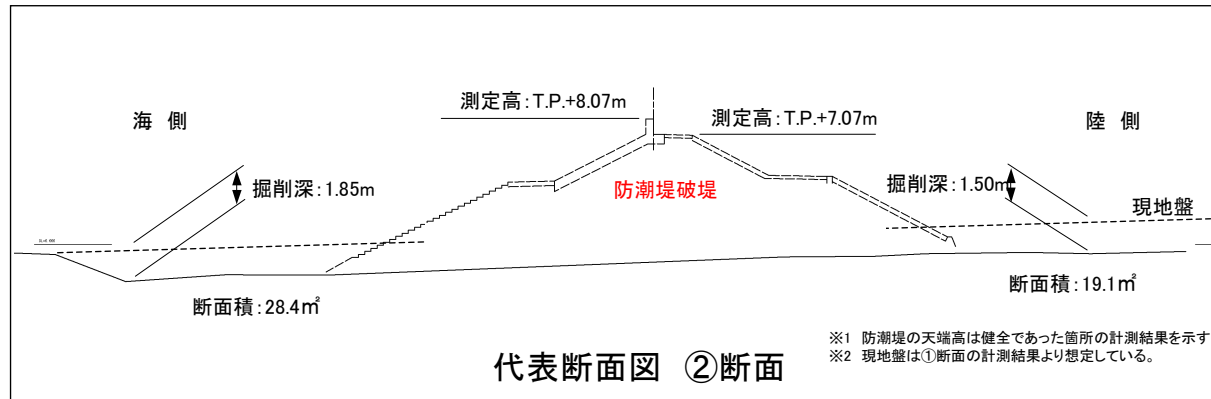 測定高：T.P.+8.07m
測定高：T.P.+7.07m
海 側
陸 側
掘削深：1.85m
防潮堤破堤
掘削深：1.50m
現地盤
断面積：28.4㎡
断面積：19.1㎡
※1 防潮堤の天端高は健全であった箇所の計測結果を示す
※2 現地盤は①断面の計測結果より想定している。
代表断面図 ②断面